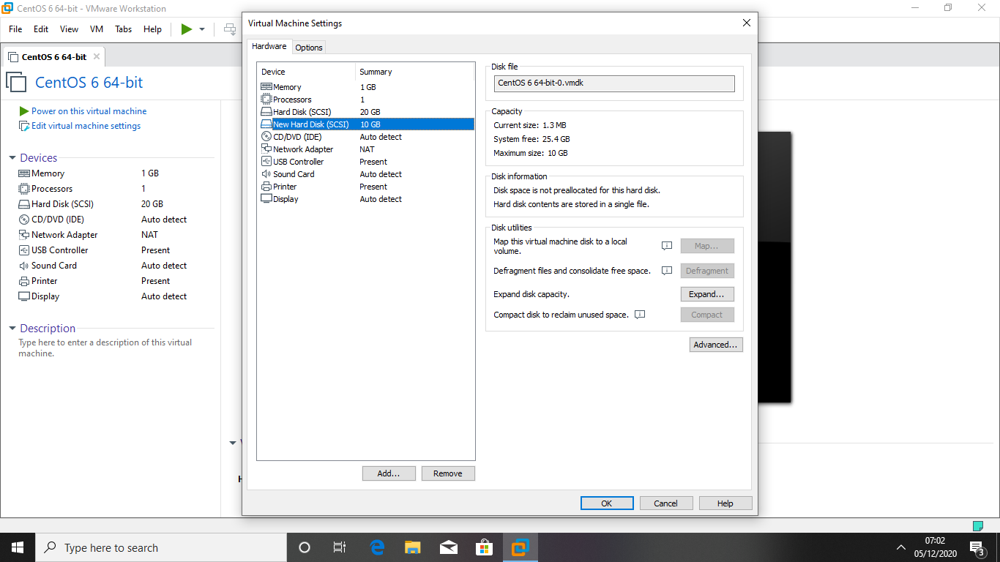 CentOS 6 64-bit - VMware Workstation
File Edit View VM Tabs Help
CentOS 6 64-bit
CentOS 6 64-bit
Power on this virtual machine
Edit virtual machine settings
Devices
Memory 1 GB
Processors 1
Hard Disk (SCSI) 20 GB
CD/DVD (IDE) Auto detect
Network Adapter NAT
USB Controller Present
Sound Card Auto detect
Printer Present
Display Auto detect
Description
Type here to enter a description of this virtual
machine.
Virtual Machine Settings
Hardware Options
Device Summary
Memory 1 GB
Processors 1
Hard Disk (SCSI) 20 GB
New Hard Disk (SCSI) 10 GB
CD/DVD (IDE) Auto detect
Network Adapter NAT
USB Controller Present
Sound Card Auto detect
Printer Present
Display Auto detect
Add... Remove
Disk file
CentOS 6 64-bit-0.vmdk
Capacity
Current size: 1.3 MB
System free: 25.4 GB
Maximum size: 10 GB
Disk information
Disk space is not preallocated for this hard disk.
Hard disk contents are stored in a single file.
Disk utilities
Map this virtual machine disk to a local
volume.
Map...
Defragment files and consolidate free space. Defragment
Expand disk capacity. Expand...
Compact disk to reclaim unused space. Compact
Advanced...
OK Cancel Help
Type here to search
07:02
05/12/2020
3